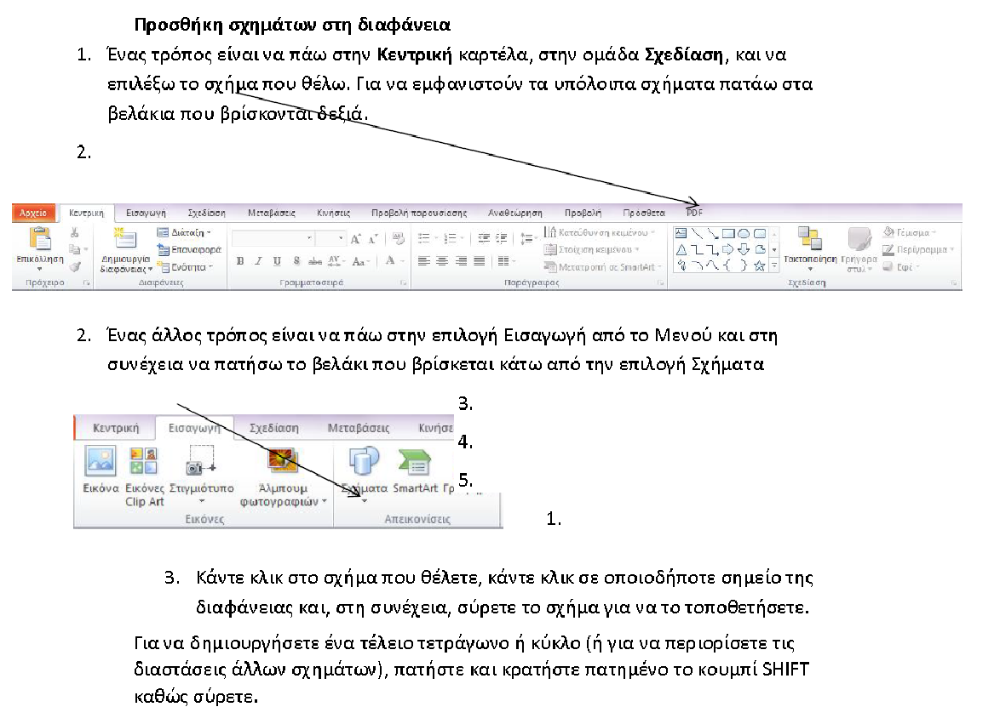 Προσθήκη σχημάτων στη διαφάνεια
1. Ένας τρόπος είναι να πάω στην Κεντρική καρτέλα, στην ομάδα Σχεδίαση, και να
επιλέξω το σχήμα που θέλω. Για να εμφανιστούν τα υπόλοιπα σχήματα πατάω στα
βελάκια που βρίσκονται δεξιά.
2.
Αρχείο Κεντρική Εισαγωγή Σχεδίαση Μεταβάσεις Κινήσεις Προβολή παρουσίασης Αναθεώρηση Προβολή Πρόσθετα PDF
Διάταξη Κατεύθυνση κειμένου Γέμισμα
Επικόλληση Δημιουργία Επαναφορά Στοίχιση κειμένου Τακτοποίηση Γρήγορα Περίγραμμα
διαφάνειας Ενότητα B I U S abc AV Aa A Μετατροπή σε SmartArt στυλ Εφέ
Πρόχειρο Διαφάνειες Γραμματοσειρά Παράγραφος Σχεδίαση
2. Ένας άλλος τρόπος είναι να πάω στην επιλογή Εισαγωγή από το Μενού και στη
συνέχεια να πατήσω το βελάκι που βρίσκεται κάτω από την επιλογή Σχήματα
3.
Κεντρική Εισαγωγή Σχεδίαση Μεταβάσεις Κινήσε
4.
5.
Εικόνα Εικόνες Στιγμιότυπο Άλμπουμ Σχήματα SmartArt
Clip Art φωτογραφιών
Εικόνες Απεικονίσεις
1.
3. Κάντε κλικ στο σχήμα που θέλετε, κάντε κλικ σε οποιοδήποτε σημείο της
διαφάνειας και, στη συνέχεια, σύρετε το σχήμα για να το τοποθετήσετε.
Για να δημιουργήσετε ένα τέλειο τετράγωνο ή κύκλο (ή για να περιορίσετε τις
διαστάσεις άλλων σχημάτων), πατήστε και κρατήστε πατημένο το κουμπί SHIFT
καθώς σύρετε.